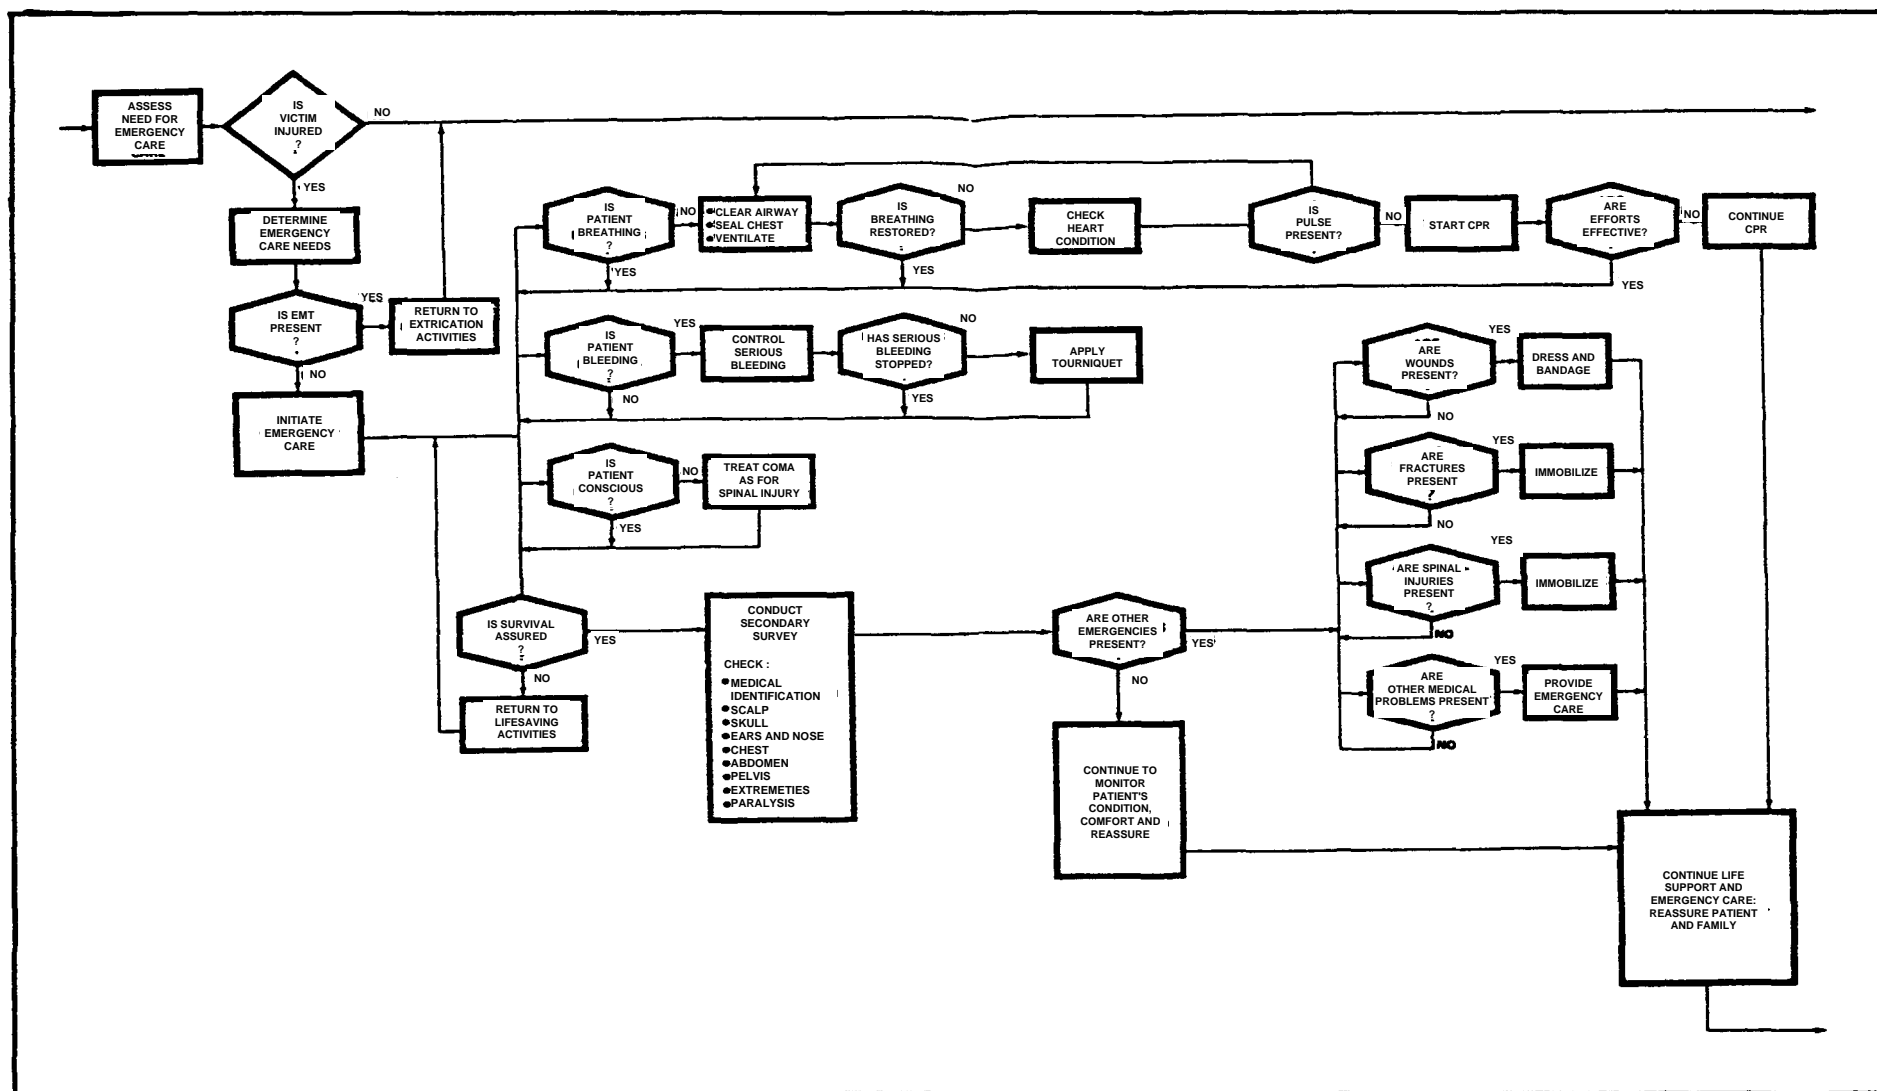 ASSESS
NEED FOR
EMERGENCY
CARE
IS
VICTIM
INJURED
?
NO
YES
DETERMINE
EMERGENCY
CARE NEEDS
IS EMT
PRESENT
?
YES
RETURN TO
EXTRICATION
ACTIVITIES
NO
INITIATE
EMERGENCY
CARE
IS
PATIENT
BREATHING
?
NO
YES
•CLEAR AIRWAY
•SEAL CHEST
•VENTILATE
IS
BREATHING
RESTORED?
NO
YES
CHECK
HEART
CONDITION
IS
PULSE
PRESENT?
NO
START CPR
ARE
EFFORTS
EFFECTIVE?
NO
YES
CONTINUE
CPR
IS
PATIENT
BLEEDING
?
YES
NO
CONTROL
SERIOUS
BLEEDING
HAS SERIOUS
BLEEDING
STOPPED?
NO
YES
APPLY
TOURNIQUET
IS
PATIENT
CONSCIOUS
?
NO
YES
TREAT COMA
AS FOR
SPINAL INJURY
IS SURVIVAL
ASSURED
?
YES
NO
RETURN TO
LIFESAVING
ACTIVITIES
CONDUCT
SECONDARY
SURVEY
CHECK :
•MEDICAL
IDENTIFICATION
•SCALP
•SKULL
•EARS AND NOSE
•CHEST
•ABDOMEN
•PELVIS
•EXTREMETIES
•PARALYSIS
ARE OTHER
EMERGENCIES
PRESENT?
YES
NO
CONTINUE TO
MONITOR
PATIENT'S
CONDITION,
COMFORT AND
REASSURE
ARE
WOUNDS
PRESENT?
YES
NO
DRESS AND
BANDAGE
ARE
FRACTURES
PRESENT
?
YES
NO
IMMOBILIZE
ARE SPINAL
INJURIES
PRESENT
?
YES
NO
IMMOBILIZE
ARE
OTHER MEDICAL
PROBLEMS PRESENT
?
YES
NO
PROVIDE
EMERGENCY
CARE
CONTINUE LIFE
SUPPORT AND
EMERGENCY CARE:
REASSURE PATIENT
AND FAMILY